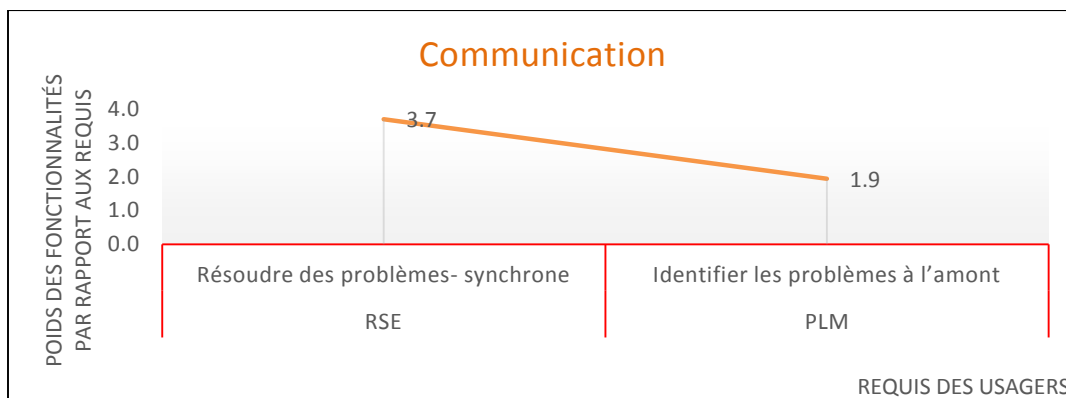 Communication
POIDS DES FONCTIONNALITÉS
PAR RAPPORT AUX REQUIS
4.0
3.0
2.0
1.0
0.0
3.7
1.9
Résoudre des problèmes- synchrone
Identifier les problèmes à l’amont
RSE
PLM
REQUIS DES USAGERS